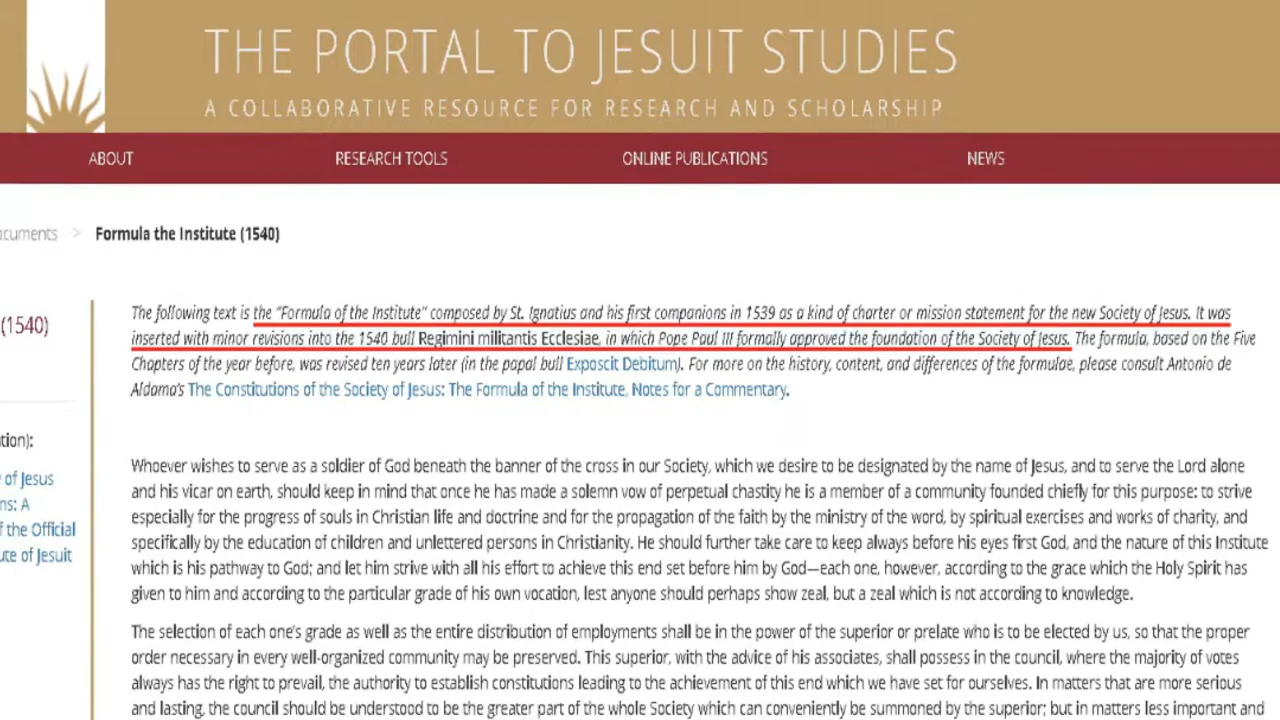 THE PORTAL TO JESUIT STUDIES
A COLLABORATIVE RESOURCE FOR RESEARCH AND SCHOLARSHIP
ABOUT RESEARCH TOOLS ONLINE PUBLICATIONS NEWS
> Formula the Institute (1540)
(1540)
The following text is the "Formula of the Institute" composed by St. Ignatius and his first companions in 1539 as a kind of charter or mission statement for the new Society of Jesus. It was
inserted with minor revisions into the 1540 bull Regimini militantis Ecclesiae, in which Pope Paul III formally approved the foundation of the Society of Jesus. The formula, based on the Five
Chapters of the year before, was revised ten years later (in the papal bull Exposcit Debitum). For more on the history, content, and differences of the formulae, please consult Antonio de
Aldama's The Constitutions of the Society of Jesus: The Formula of the Institute, Notes for a Commentary.
tion):
of Jesus
ns: A
f the Official
ute of Jesuit
Whoever wishes to serve as a soldier of God beneath the banner of the cross in our Society, which we desire to be designated by the name of Jesus, and to serve the Lord alone
and his vicar on earth, should keep in mind that once he has made a solemn vow of perpetual chastity he is a member of a community founded chiefly for this purpose: to strive
especially for the progress of souls in Christian life and doctrine and for the propagation of the faith by the ministry of the word, by spiritual exercises and works of charity, and
specifically by the education of children and unlettered persons in Christianity. He should further take care to keep always before his eyes first God, and the nature of this Institute
which is his pathway to God; and let him strive with all his effort to achieve this end set before him by God—each one, however, according to the grace which the Holy Spirit has
given to him and according to the particular grade of his own vocation, lest anyone should perhaps show zeal, but a zeal which is not according to knowledge.
The selection of each one's grade as well as the entire distribution of employments shall be in the power of the superior or prelate who is to be elected by us, so that the proper
order necessary in every well-organized community may be preserved. This superior, with the advice of his associates, shall possess in the council, where the majority of votes
always has the right to prevail, the authority to establish constitutions leading to the achievement of this end which we have set for ourselves. In matters that are more serious
and lasting, the council should be understood to be the greater part of the whole Society which can conveniently be summoned by the superior; but in matters less important and